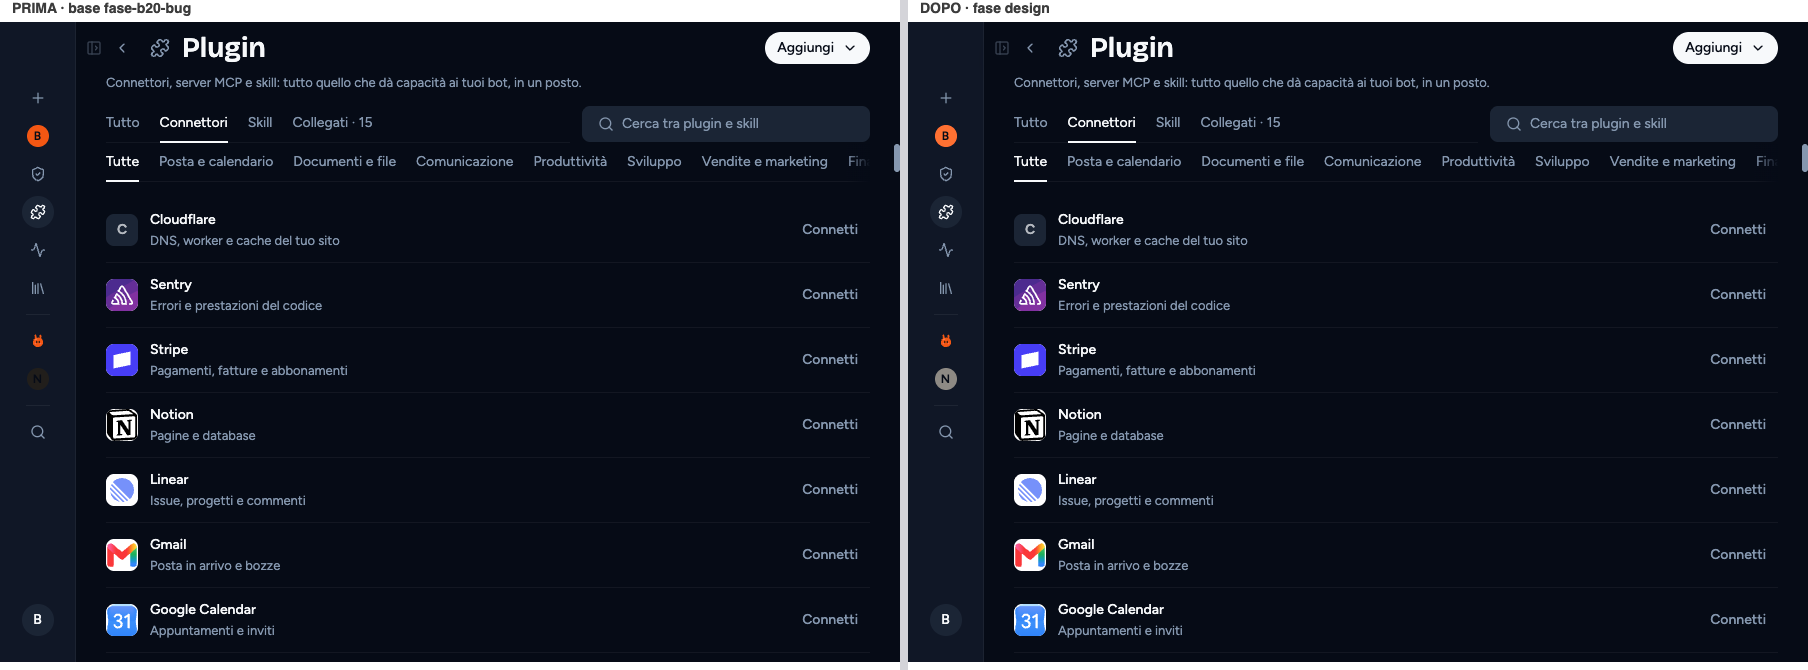 PRIMA · base fase-b20-bug
Plugin
Aggiungi
Connettori, server MCP e skill: tutto quello che dà capacità ai tuoi bot, in un posto.
Tutto Connettori Skill Collegati · 15
Cerca tra plugin e skill
Tutte Posta e calendario Documenti e file Comunicazione Produttività Sviluppo Vendite e marketing Fin
B
C
Cloudflare
DNS, worker e cache del tuo sito
Connetti
Sentry
Errori e prestazioni del codice
Connetti
Stripe
Pagamenti, fatture e abbonamenti
Connetti
N
Notion
Pagine e database
Connetti
Linear
Issue, progetti e commenti
Connetti
Gmail
Posta in arrivo e bozze
Connetti
31
Google Calendar
Appuntamenti e inviti
Connetti
N
B
DOPO · fase design
Plugin
Aggiungi
Connettori, server MCP e skill: tutto quello che dà capacità ai tuoi bot, in un posto.
Tutto Connettori Skill Collegati · 15
Cerca tra plugin e skill
Tutte Posta e calendario Documenti e file Comunicazione Produttività Sviluppo Vendite e marketing Fin
B
C
Cloudflare
DNS, worker e cache del tuo sito
Connetti
Sentry
Errori e prestazioni del codice
Connetti
Stripe
Pagamenti, fatture e abbonamenti
Connetti
N
Notion
Pagine e database
Connetti
Linear
Issue, progetti e commenti
Connetti
Gmail
Posta in arrivo e bozze
Connetti
31
Google Calendar
Appuntamenti e inviti
Connetti
N
B